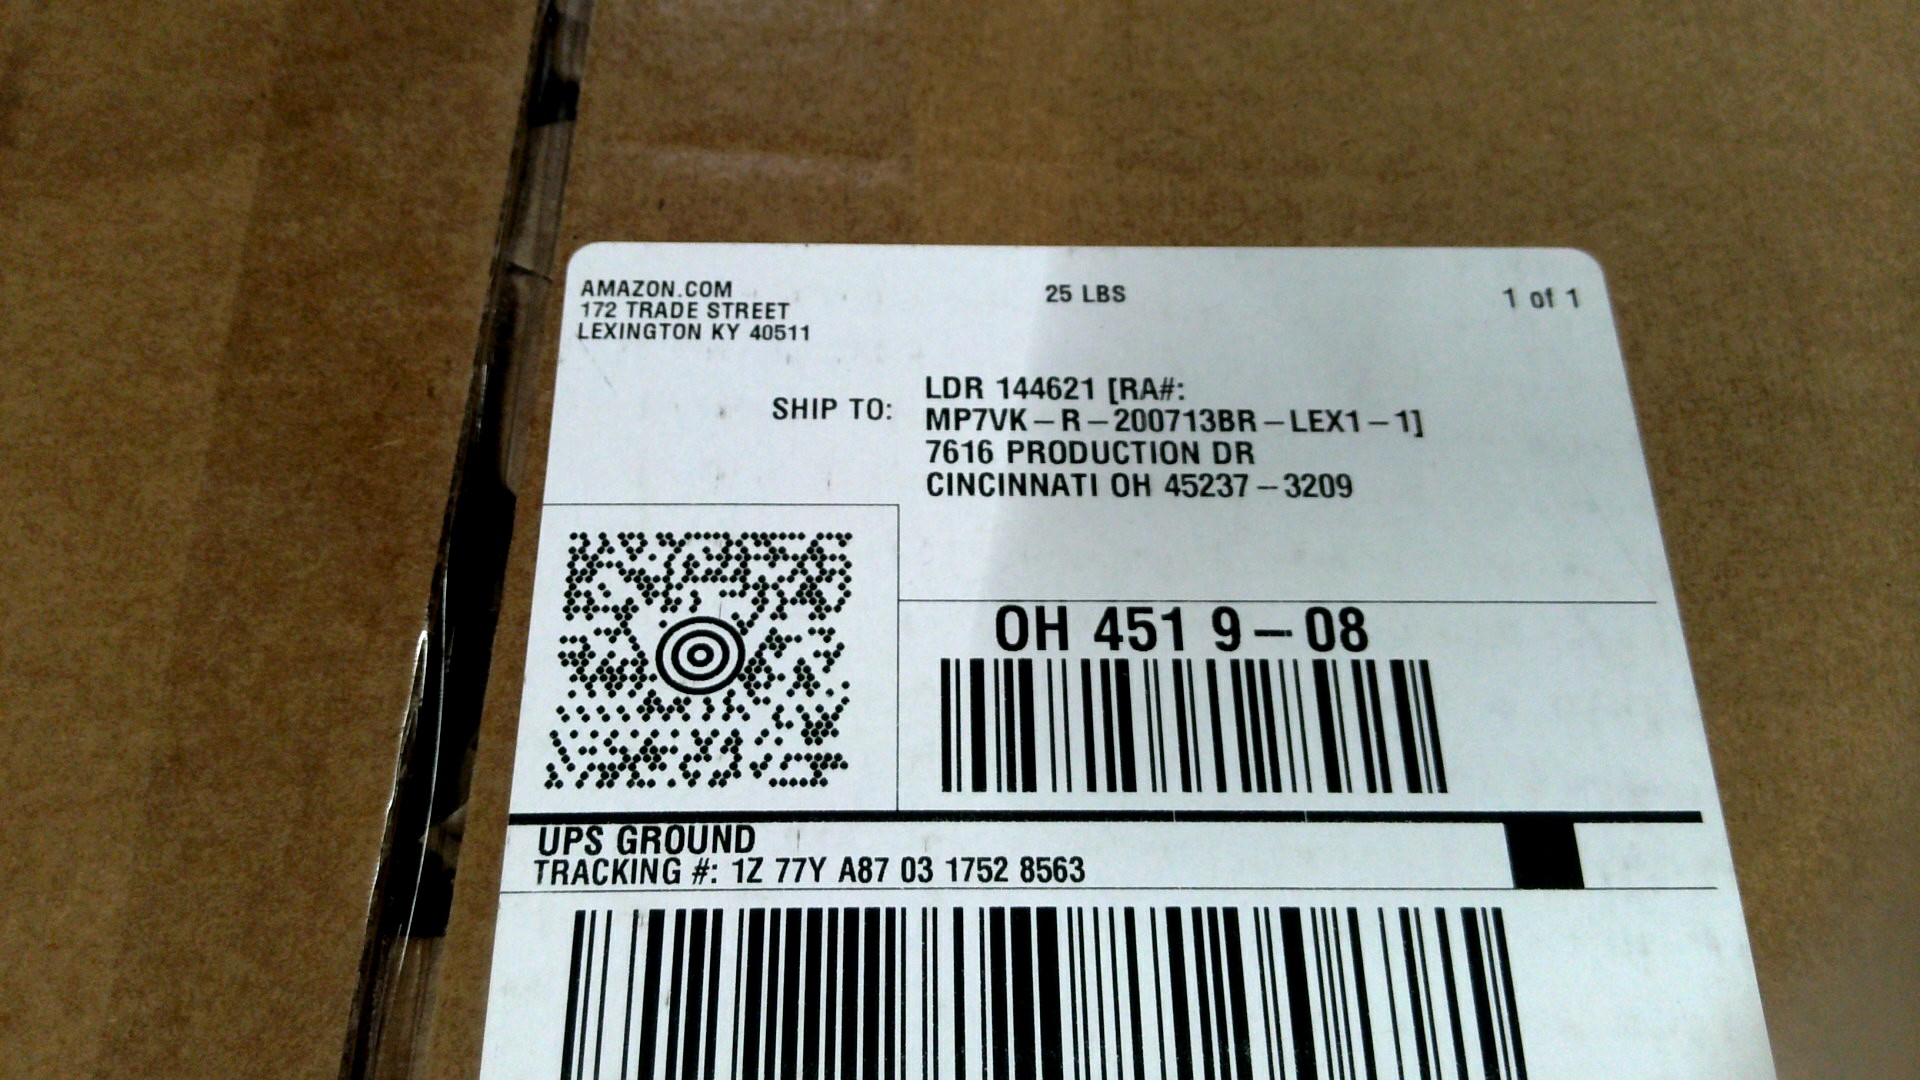 AMAZON.COM
172 TRADE STREET
LEXINGTON KY 40511
25 LBS
1 of 1
SHIP TO:
LDR 144621 [RA#:
MP7VK-R-200713BR-LEX1-1]
7616 PRODUCTION DR
CINCINNATI OH 45237-3209
OH 451 9-08
UPS GROUND
TRACKING #: 1Z 77Y A87 03 1752 8563